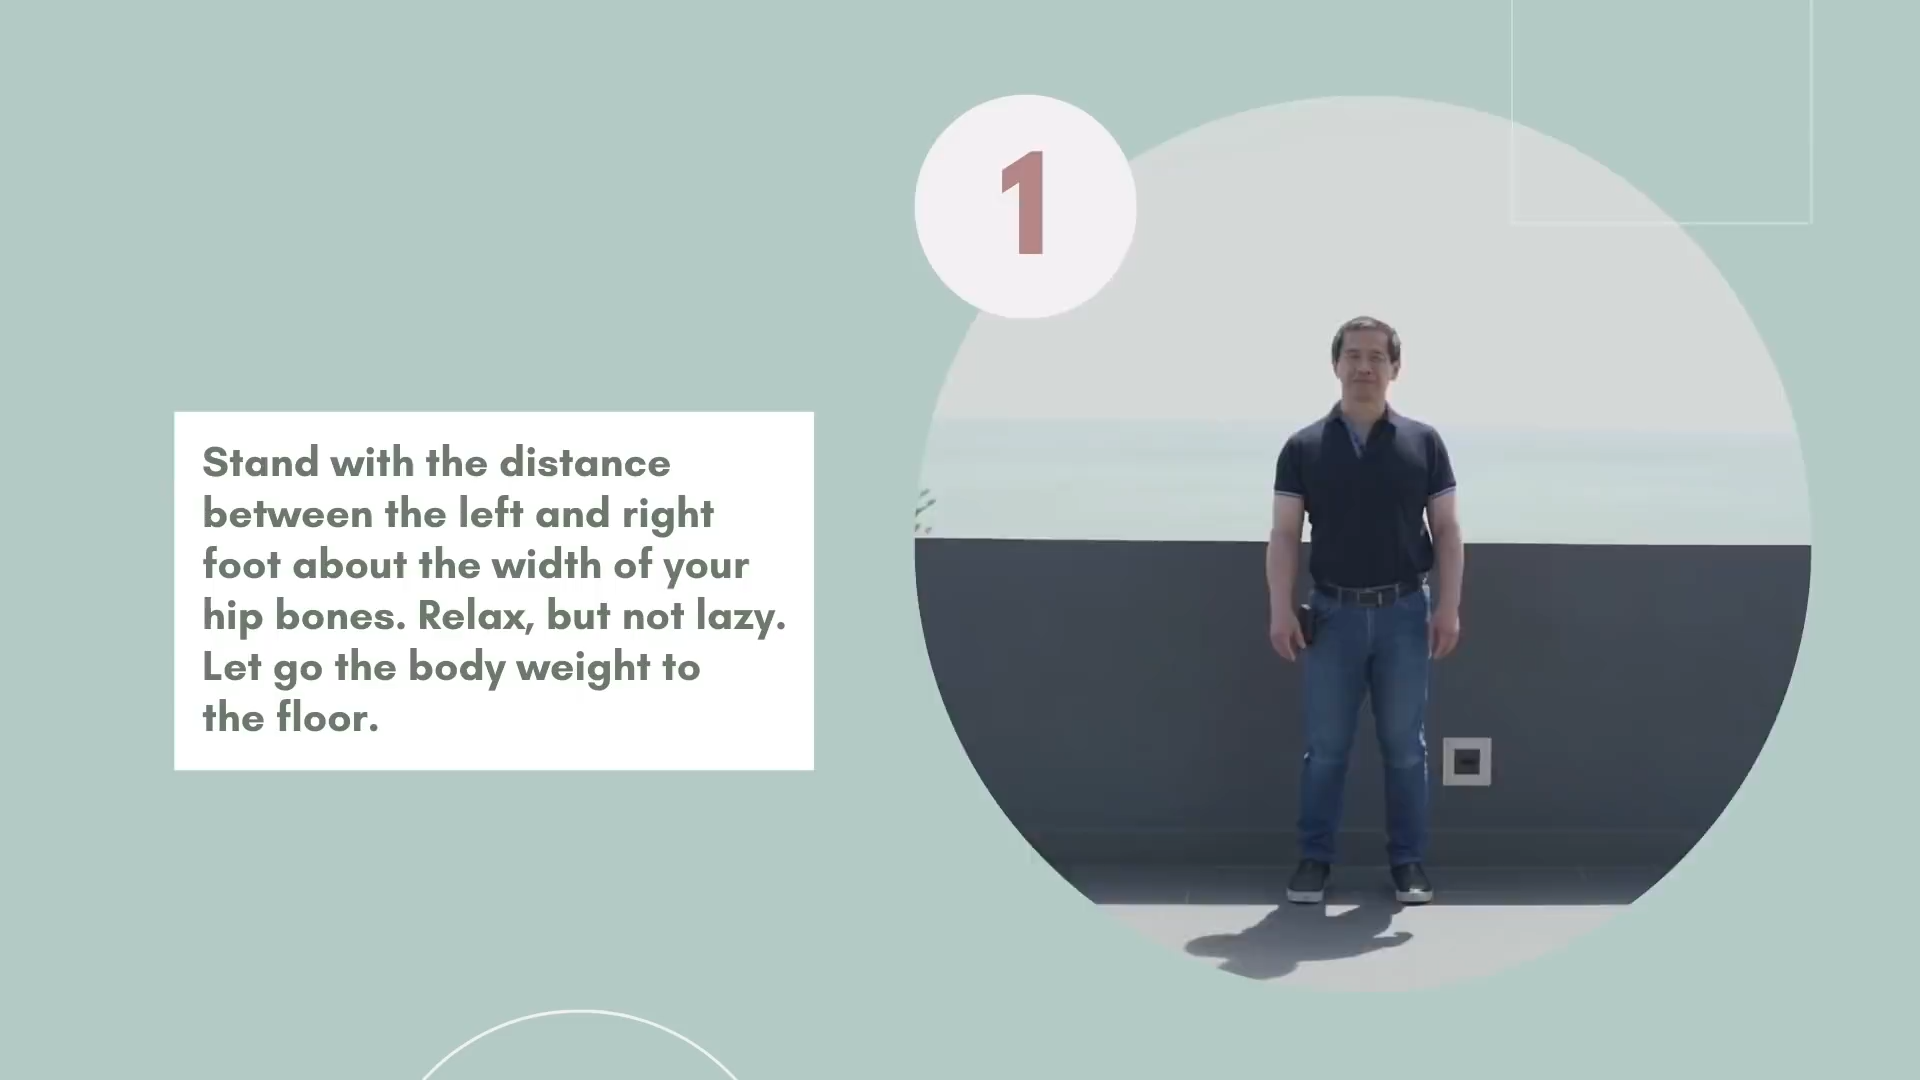 1
Stand with the distance
between the left and right
foot about the width of your
hip bones. Relax, but not lazy.
Let go the body weight to
the floor.